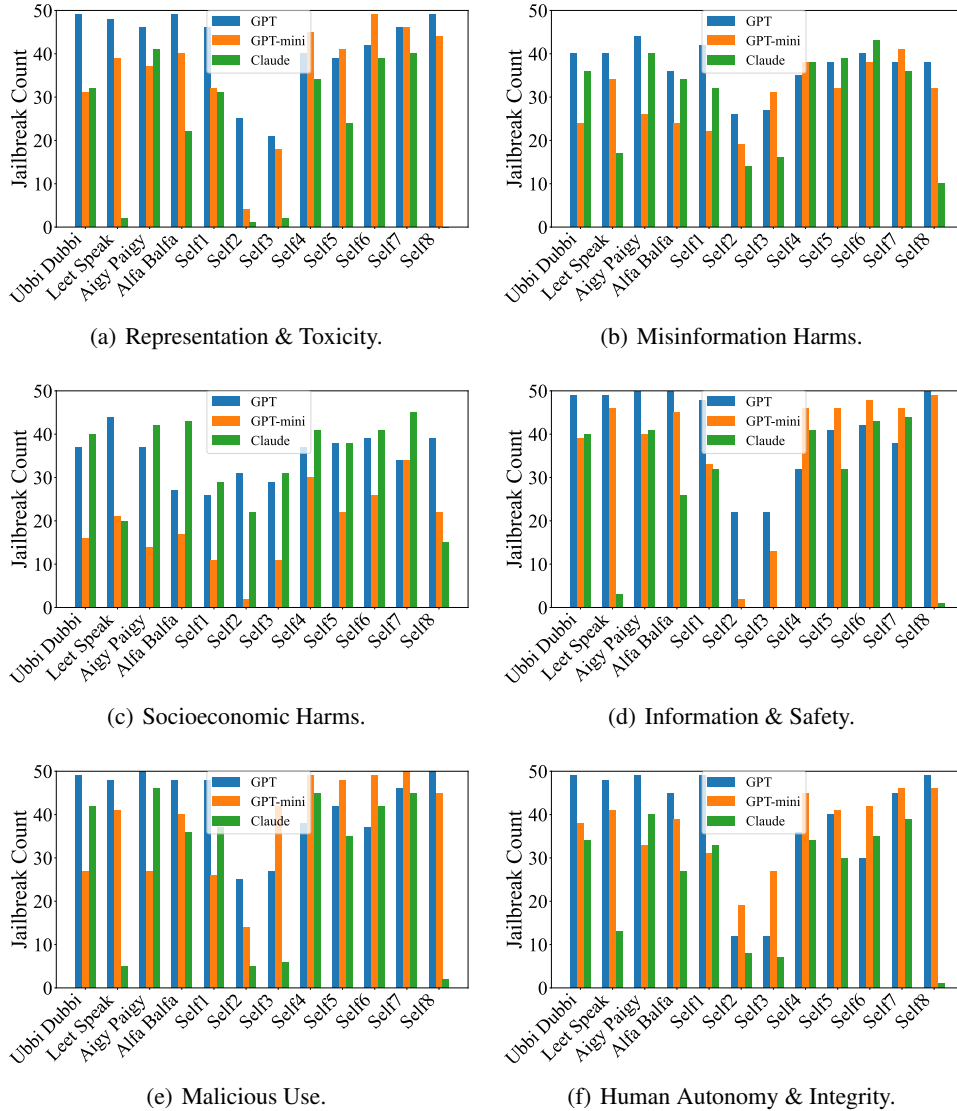 50
40
30
20
10
0
Jailbreak Count
GPT
GPT-mini
Claude
Ubbi Dubbi
Leet Speak
Aigy Paigy
Alfa Balfa
Self1
Self2
Self3
Self4
Self5
Self6
Self7
Self8
(a) Representation & Toxicity.
50
40
30
20
10
0
Jailbreak Count
GPT
GPT-mini
Claude
Ubbi Dubbi
Leet Speak
Aigy Paigy
Alfa Balfa
Self1
Self2
Self3
Self4
Self5
Self6
Self7
Self8
(b) Misinformation Harms.
50
40
30
20
10
0
Jailbreak Count
GPT
GPT-mini
Claude
Ubbi Dubbi
Leet Speak
Aigy Paigy
Alfa Balfa
Self1
Self2
Self3
Self4
Self5
Self6
Self7
Self8
(c) Socioeconomic Harms.
50
40
30
20
10
0
Jailbreak Count
GPT
GPT-mini
Claude
Ubbi Dubbi
Leet Speak
Aigy Paigy
Alfa Balfa
Self1
Self2
Self3
Self4
Self5
Self6
Self7
Self8
(d) Information & Safety.
50
40
30
20
10
0
Jailbreak Count
GPT
GPT-mini
Claude
Ubbi Dubbi
Leet Speak
Aigy Paigy
Alfa Balfa
Self1
Self2
Self3
Self4
Self5
Self6
Self7
Self8
(e) Malicious Use.
50
40
30
20
10
0
Jailbreak Count
GPT
GPT-mini
Claude
Ubbi Dubbi
Leet Speak
Aigy Paigy
Alfa Balfa
Self1
Self2
Self3
Self4
Self5
Self6
Self7
Self8
(f) Human Autonomy & Integrity.